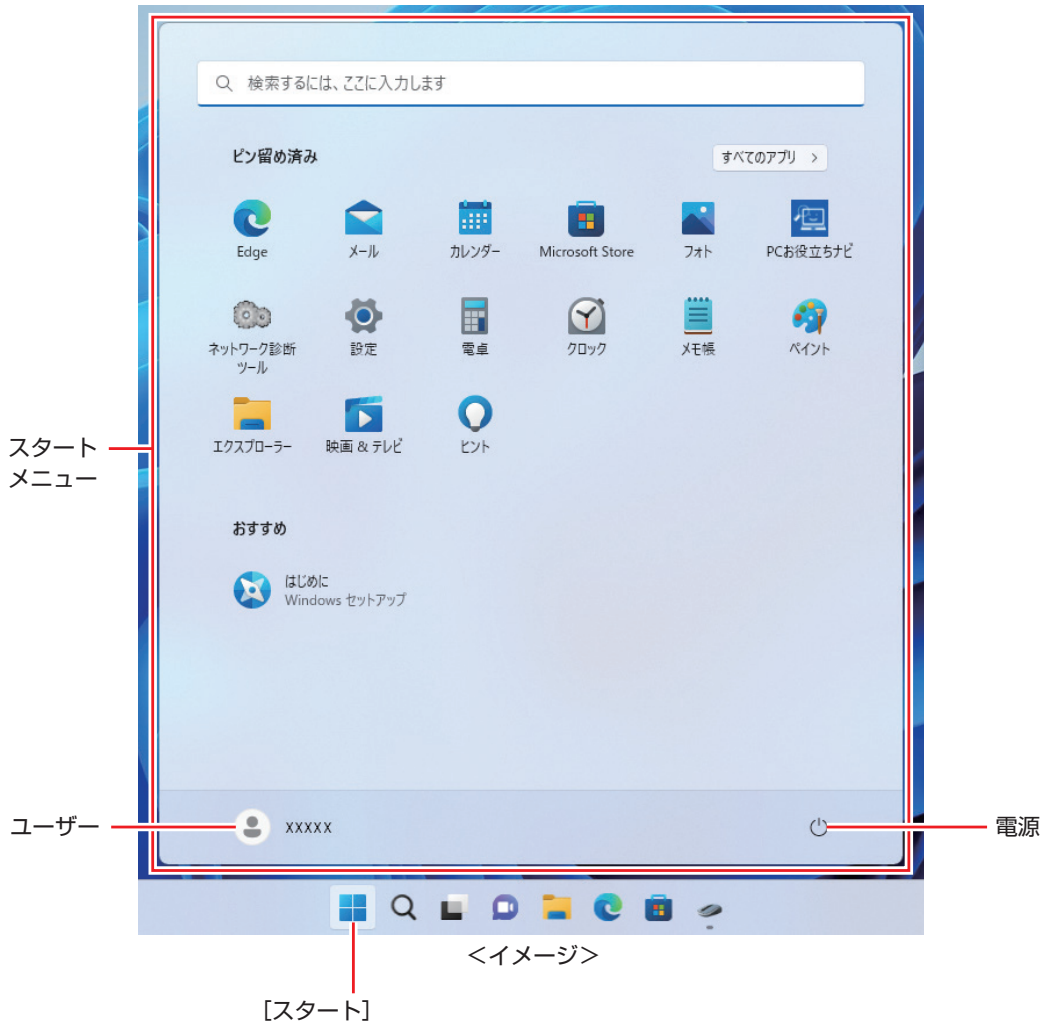 検索するには、ここに入力します
ピン留め済み
すべてのアプリ >
Edge
メール
カレンダー
Microsoft Store
フォト
PCお役立ちナビ
ネットワーク診断
ツール
設定
電卓
クロック
メモ帳
ペイント
エクスプローラー
映画 & テレビ
ヒント
スタート
メニュー
おすすめ
はじめに
Windows セットアップ
ユーザー
XXXXX
電源
＜イメージ＞
[スタート]